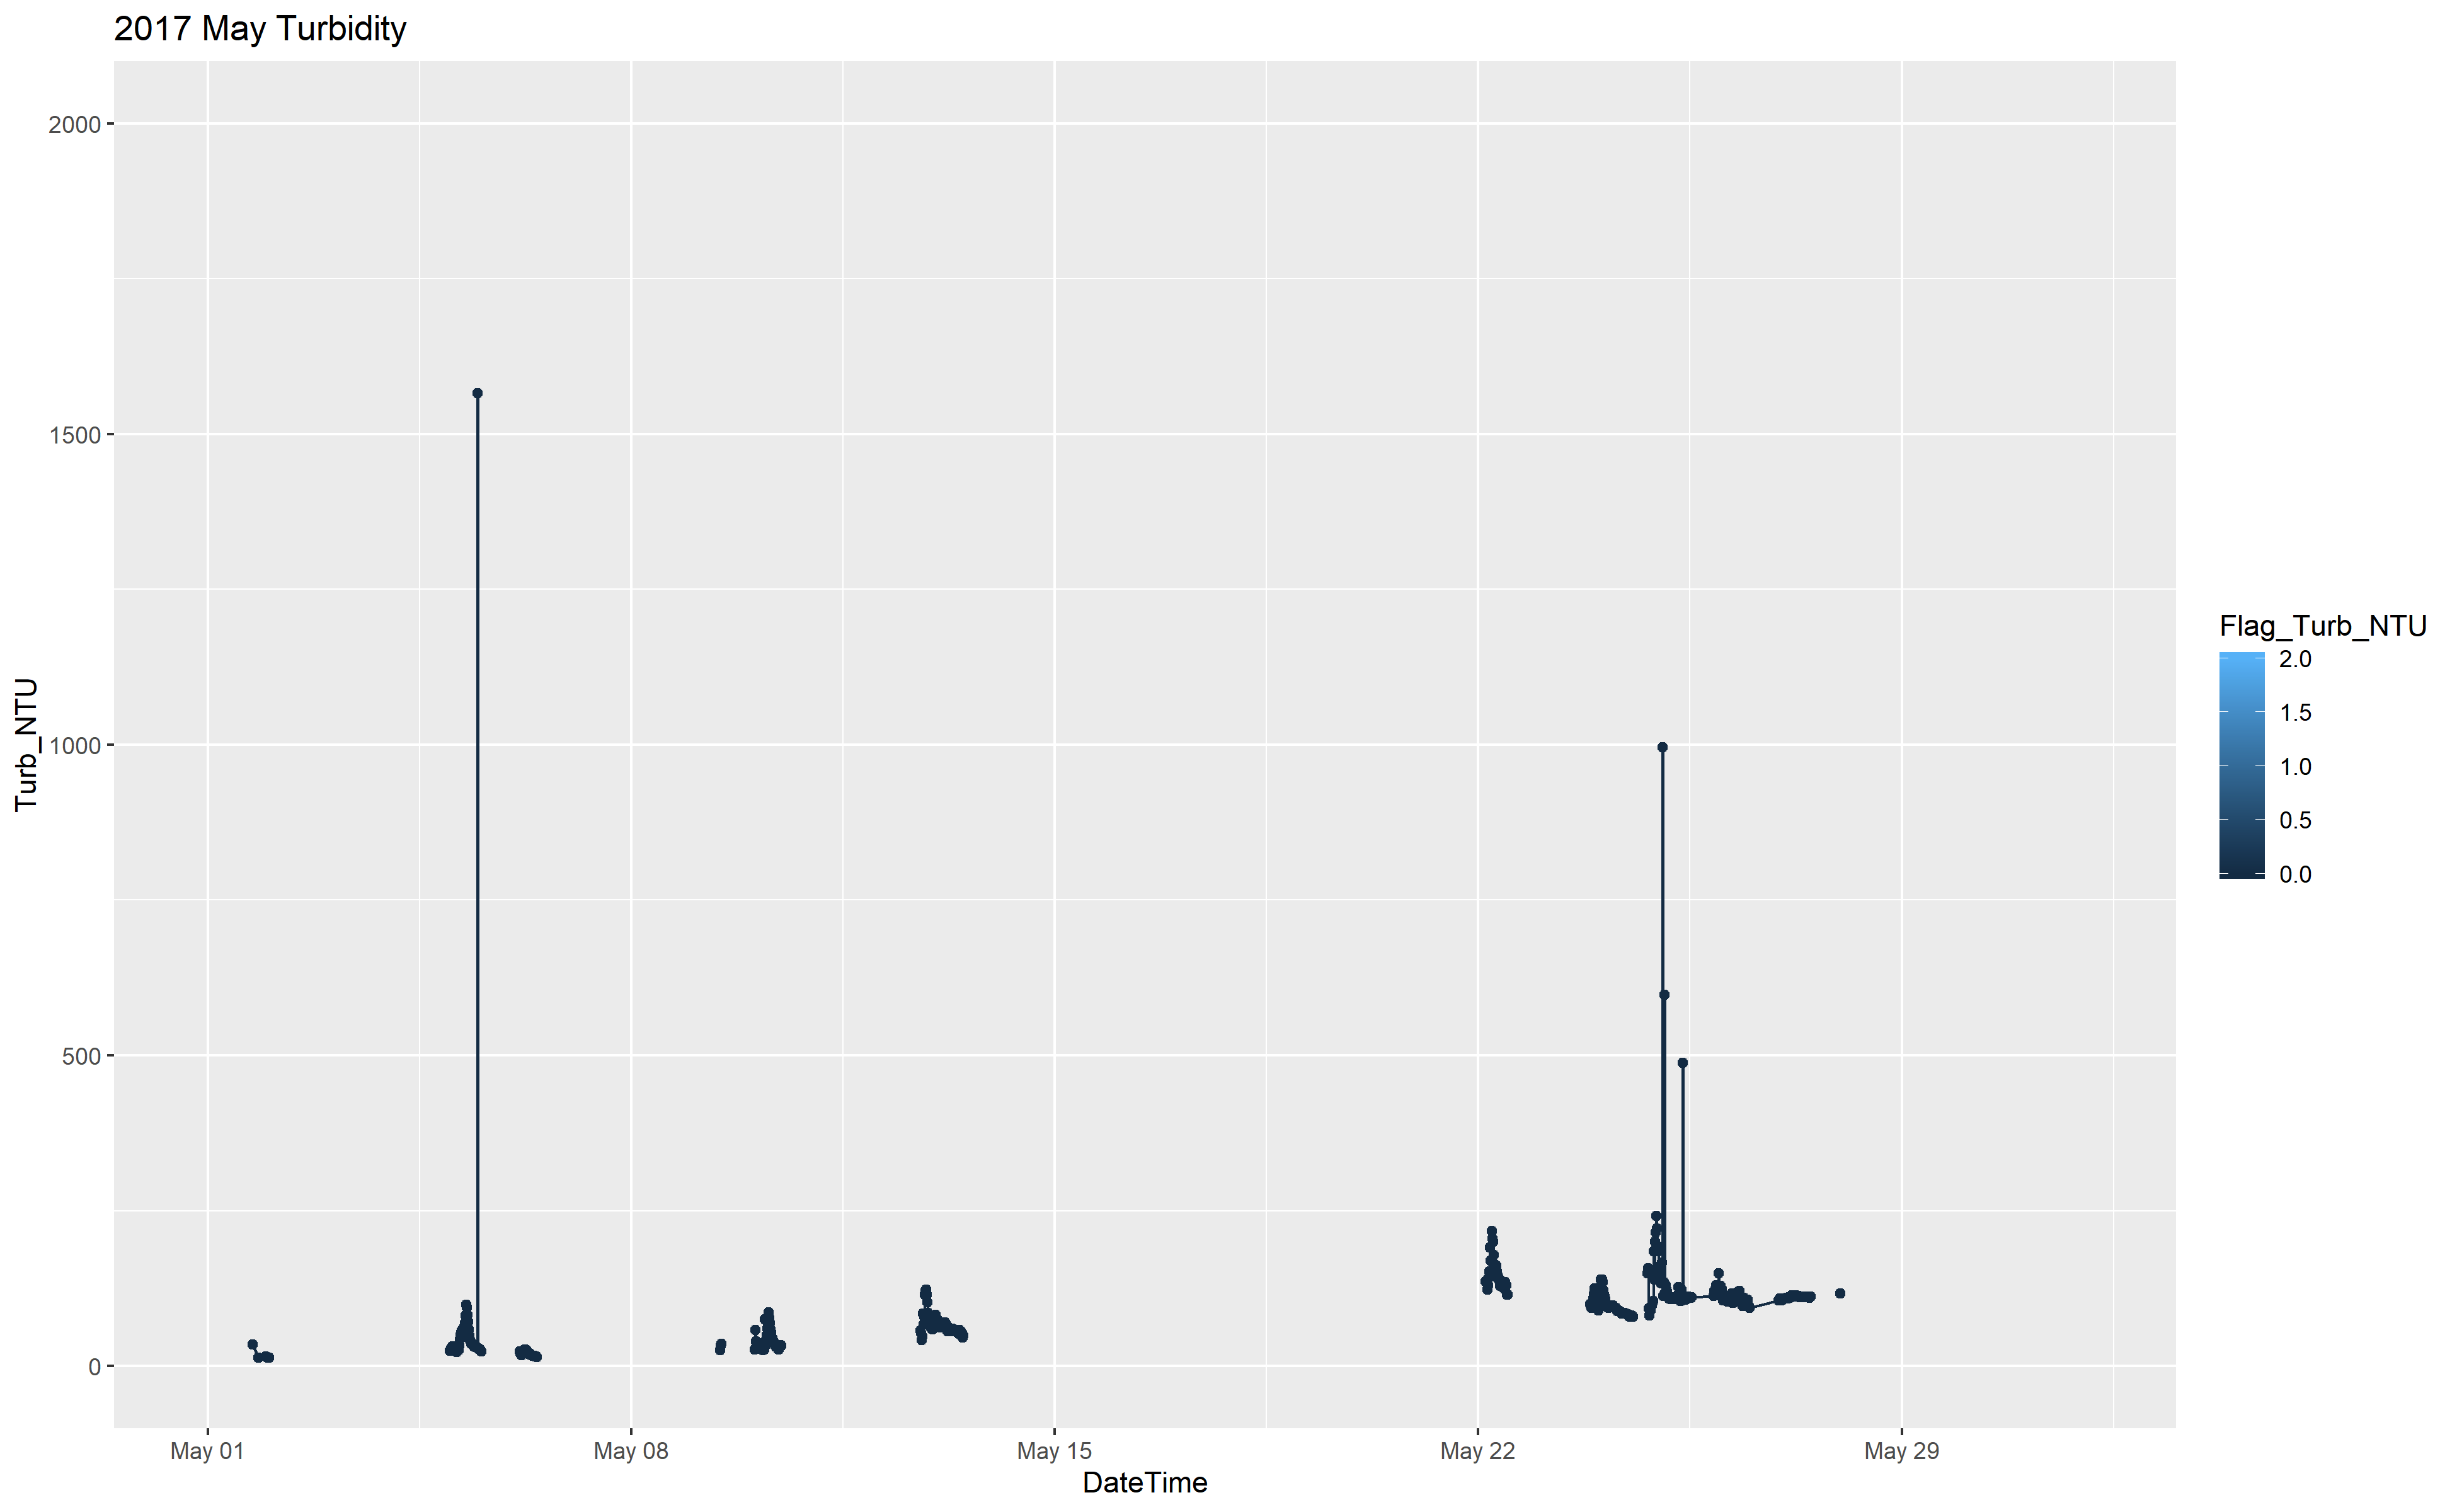 2017 May Turbidity
2000
1500
1000
500
0
Turb_NTU
May 01
May 08
May 15
May 22
May 29
DateTime
Flag_Turb_NTU
2.0
1.5
1.0
0.5
0.0